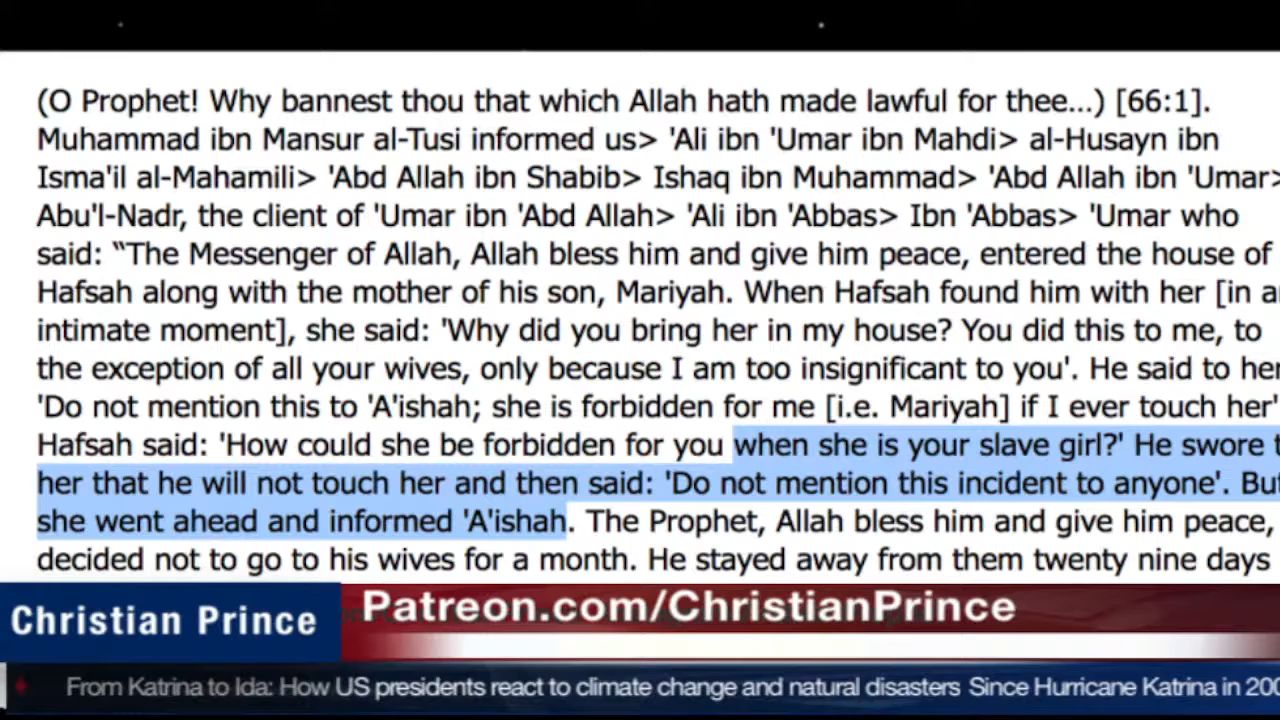 (O Prophet! Why bannest thou that which Allah hath made lawful for thee...) [66:1].
Muhammad ibn Mansur al-Tusi informed us> 'Ali ibn 'Umar ibn Mahdi> al-Husayn ibn
Isma'il al-Mahamili> 'Abd Allah ibn Shabib> Ishaq ibn Muhammad> 'Abd Allah ibn 'Umar>
Abu'l-Nadr, the client of 'Umar ibn 'Abd Allah> 'Ali ibn 'Abbas> Ibn 'Abbas> 'Umar who
said: “The Messenger of Allah, Allah bless him and give him peace, entered the house of
Hafsah along with the mother of his son, Mariyah. When Hafsah found him with her [in
intimate moment], she said: 'Why did you bring her in my house? You did this to me, to
the exception of all your wives, only because I am too insignificant to you'. He said to
'Do not mention this to 'A'ishah; she is forbidden for me [i.e. Mariyah] if I ever touch her'
Hafsah said: 'How could she be forbidden for you when she is your slave girl?' He swore
her that he will not touch her and then said: 'Do not mention this incident to anyone'. But
she went ahead and informed 'A'ishah. The Prophet, Allah bless him and give him peace,
decided not to go to his wives for a month. He stayed away from them twenty nine days
Christian Prince
Patreon.com/ChristianPrince
From Katrina to Ida: How US presidents react to climate change and natural disasters Since Hurricane Katrina in